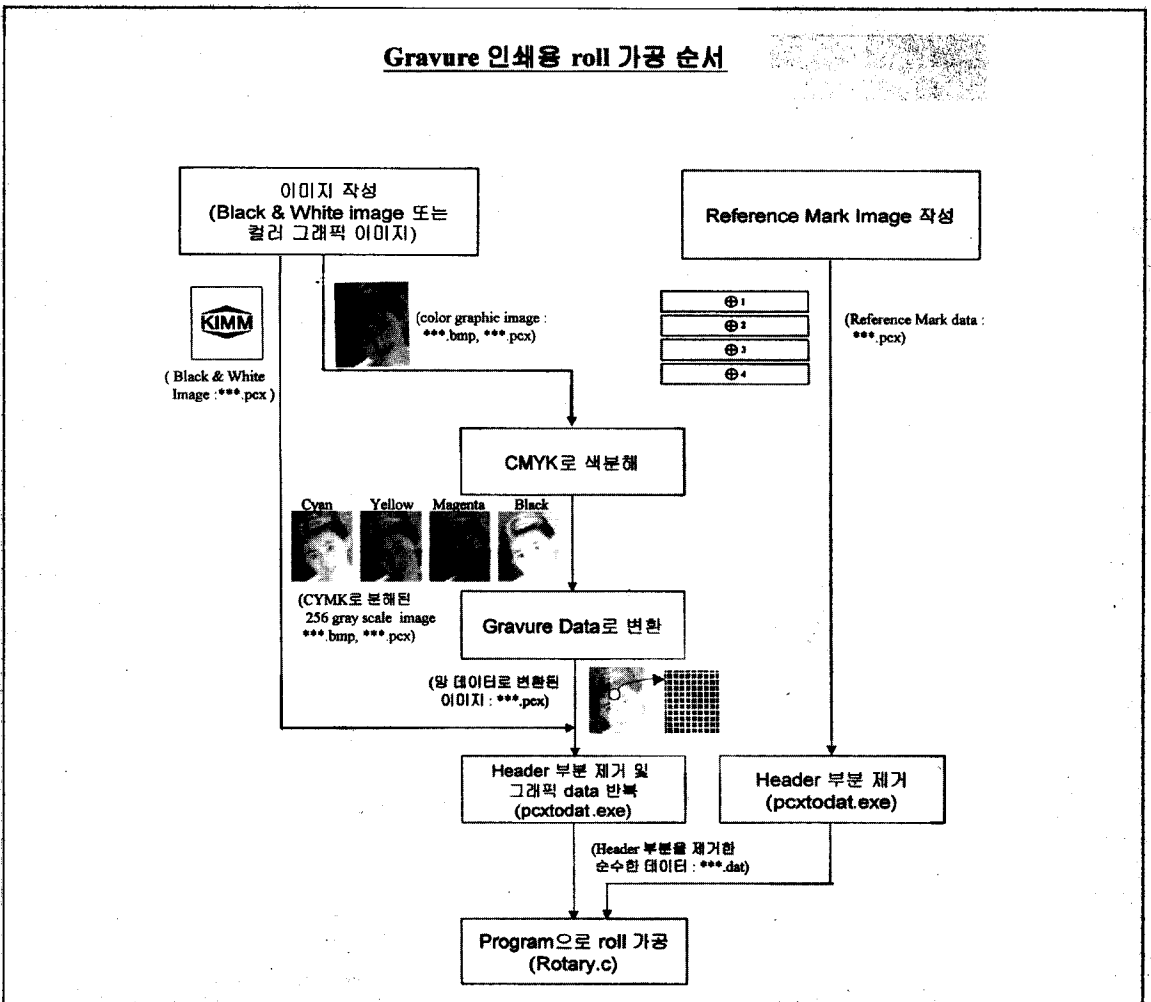 Gravure 인쇄용 roll 가공 순서
이미지 작성
(Black & White image 또는
컬러 그래픽 이미지)
Reference Mark Image 작성
KIMM
( Black & White
Image :***.pcx )
(color graphic image :
***.bmp, ***.pcx)
⊕ 1
⊕ 2
⊕ 3
⊕ 4
(Reference Mark data :
***.pcx)
CMYK로 색분해
Cyan Yellow Magenta Black
(CYMK로 분해된
256 gray scale image
***.bmp, ***.pcx)
Gravure Data로 변환
(망 데이터로 변환된
이미지 : ***.pcx)
Header 부분 제거 및
그래픽 data 반복
(pcxtodat.exe)
Header 부분 제거
(pcxtodat.exe)
(Header 부분을 제거한
순수한 데이터 : ***.dat)
Program으로 roll 가공
(Rotary.c)